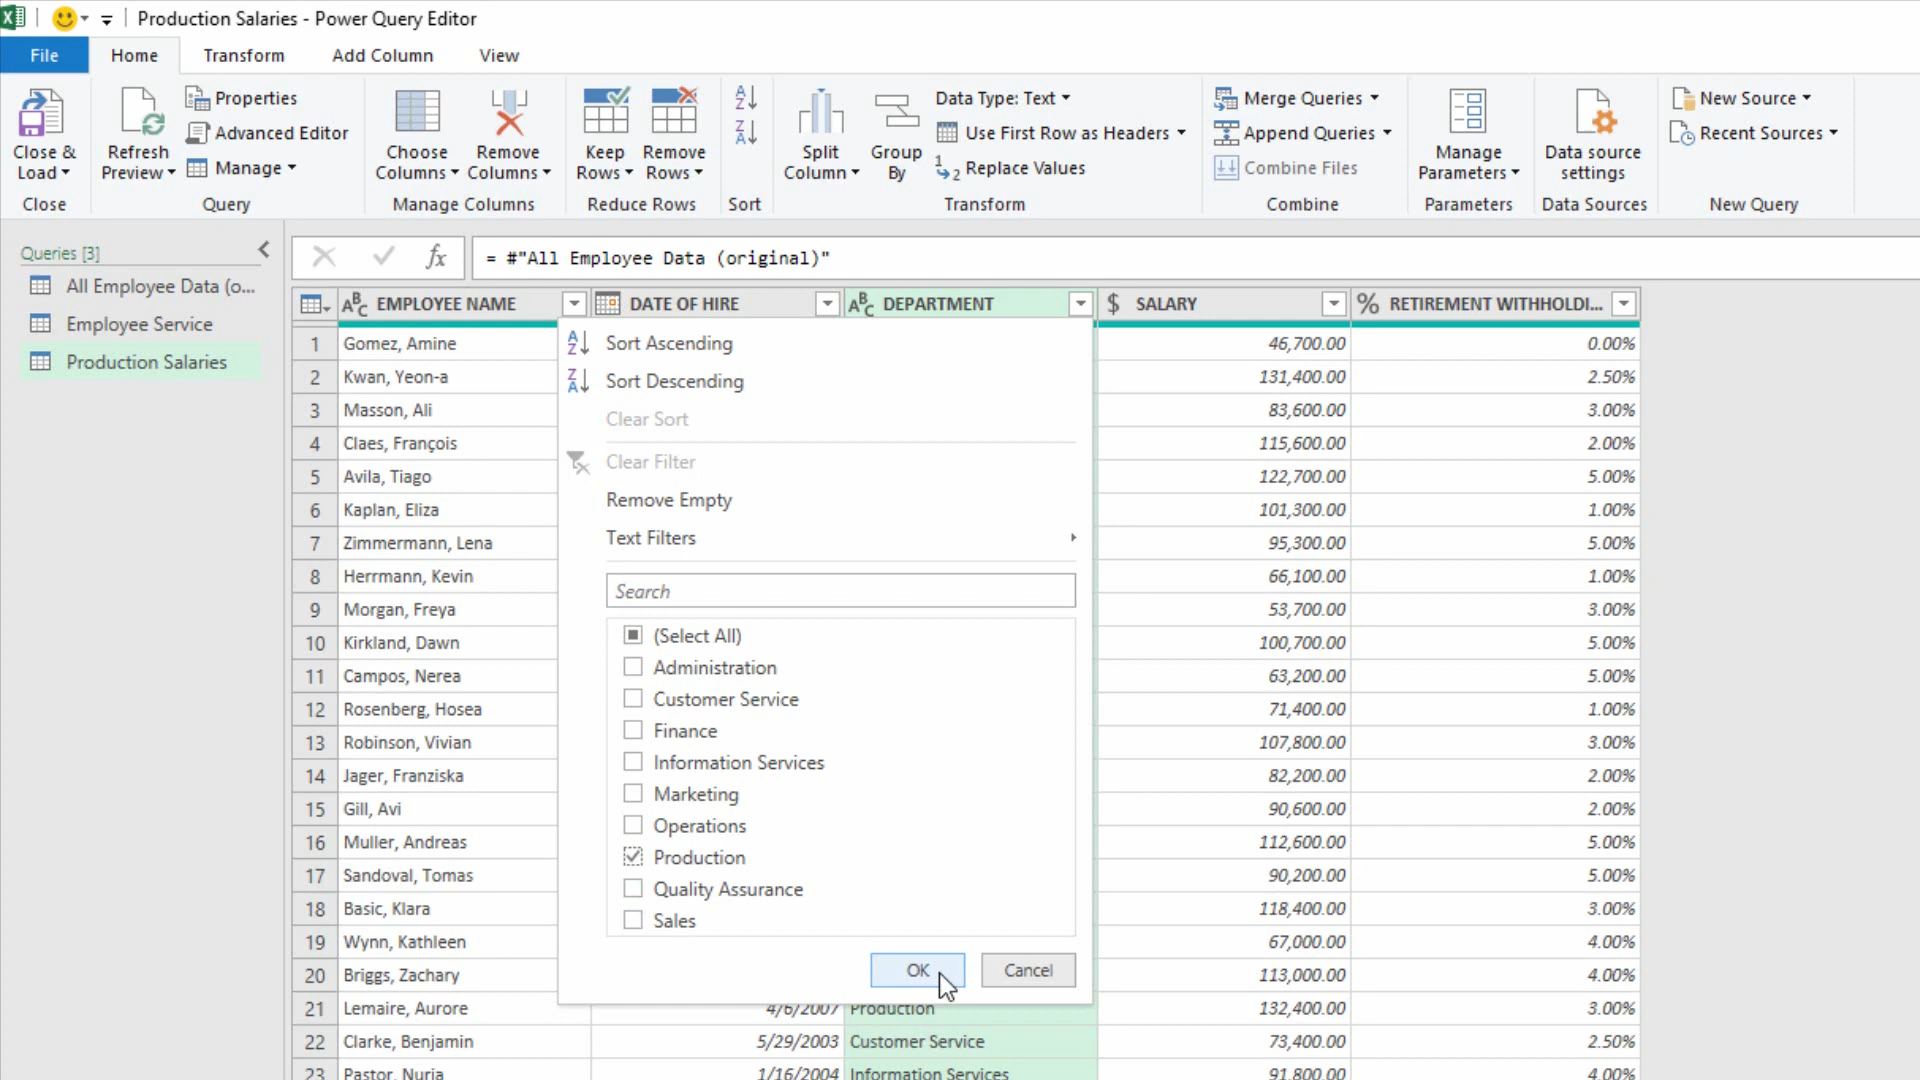 Production Salaries - Power Query Editor
File Home Transform Add Column View
Close & Load
Close
Refresh Preview
Properties
Advanced Editor
Manage
Query
Choose Columns
Remove Columns
Manage Columns
Keep Rows
Remove Rows
Reduce Rows
Sort
Split Column
Group By
Data Type: Text
Use First Row as Headers
Replace Values
Transform
Merge Queries
Append Queries
Combine Files
Combine
Manage Parameters
Parameters
Data source settings
Data Sources
New Source
Recent Sources
New Query
Queries [3]
All Employee Data (o...
Employee Service
Production Salaries
fx = #"All Employee Data (original)"
ABC EMPLOYEE NAME DATE OF HIRE ABC DEPARTMENT $ SALARY % RETIREMENT WITHHOLDI...
1 Gomez, Amine 46,700.00 0.00%
2 Kwan, Yeon-a 131,400.00 2.50%
3 Masson, Ali 83,600.00 3.00%
4 Claes, François 115,600.00 2.00%
5 Avila, Tiago 122,700.00 5.00%
6 Kaplan, Eliza 101,300.00 1.00%
7 Zimmermann, Lena 95,300.00 5.00%
8 Herrmann, Kevin 66,100.00 1.00%
9 Morgan, Freya 53,700.00 3.00%
10 Kirkland, Dawn 100,700.00 5.00%
11 Campos, Nerea 63,200.00 5.00%
12 Rosenberg, Hosea 71,400.00 1.00%
13 Robinson, Vivian 107,800.00 3.00%
14 Jager, Franziska 82,200.00 2.00%
15 Gill, Avi 90,600.00 2.00%
16 Muller, Andreas 112,600.00 5.00%
17 Sandoval, Tomas 90,200.00 5.00%
18 Basic, Klara 118,400.00 3.00%
19 Wynn, Kathleen 67,000.00 4.00%
20 Briggs, Zachary 113,000.00 4.00%
21 Lemaire, Aurore 4/6/2007 Production 132,400.00 3.00%
22 Clarke, Benjamin 5/29/2003 Customer Service 73,400.00 2.50%
23 Pastor, Nuria 1/16/2004 Information Services 91,800.00 4.00%
Sort Ascending
Sort Descending
Clear Sort
Clear Filter
Remove Empty
Text Filters
Search
(Select All)
Administration
Customer Service
Finance
Information Services
Marketing
Operations
Production
Quality Assurance
Sales
OK Cancel